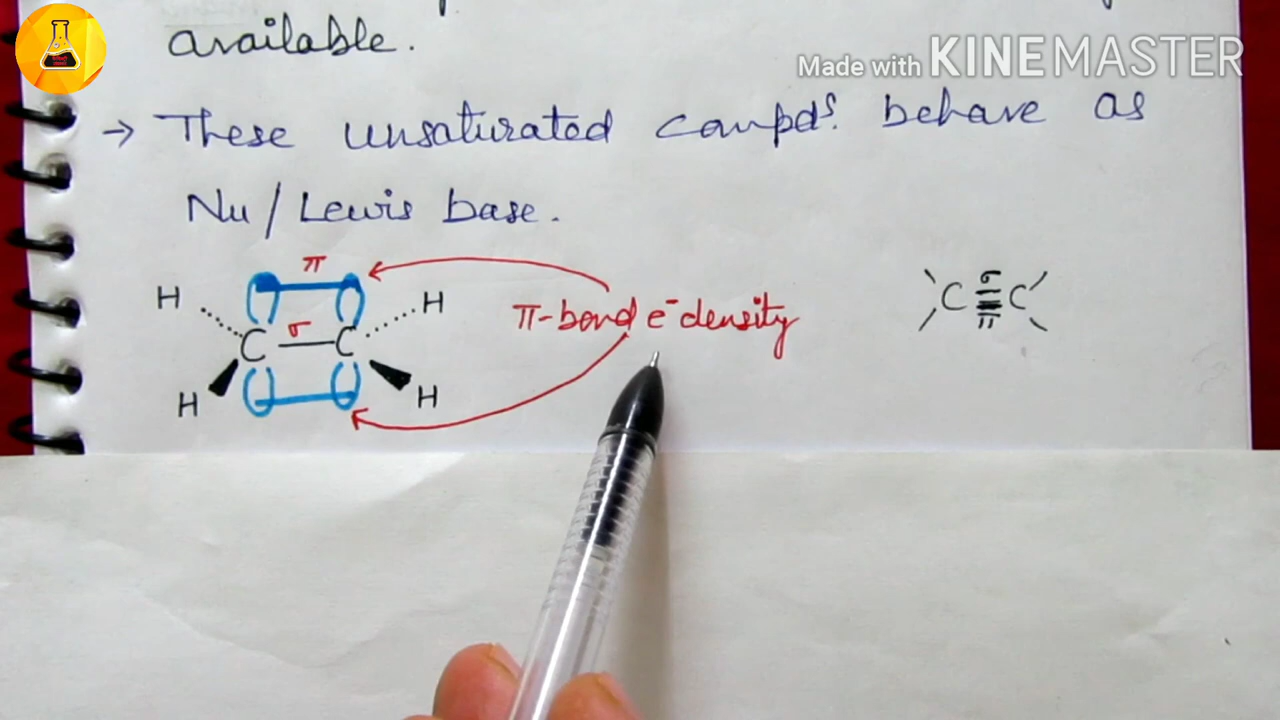 available.
Made with KINEMASTER
→ These unsaturated compds. behave as
Nu / Lewis base.
π
H H
σ
C — C
H H
π-bond e⁻ density
σ
C C
π